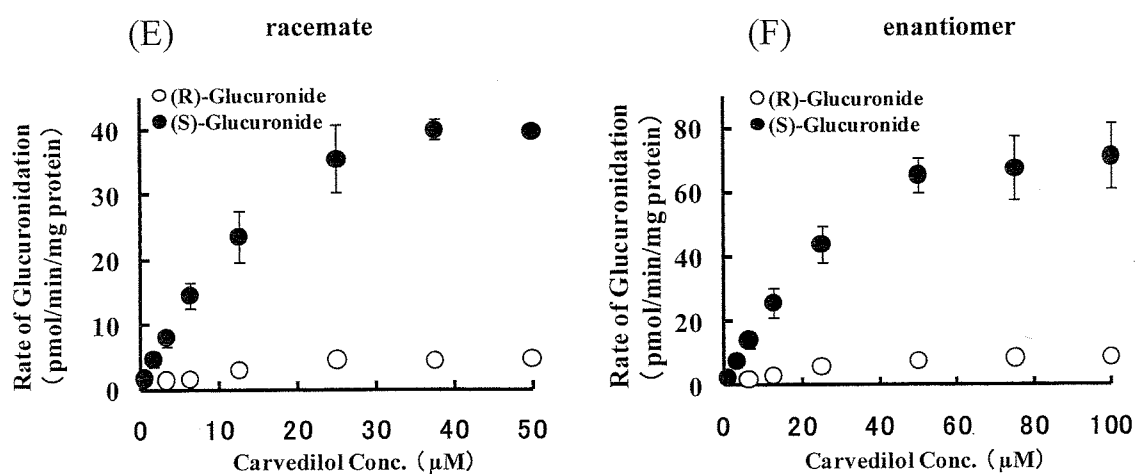 (E) racemate
○(R)-Glucuronide
●(S)-Glucuronide
Rate of Glucuronidation
(pmol/min/mg protein)
40
30
20
10
0
0 10 20 30 40 50
Carvedilol Conc. (µM)
(F) enantiomer
○(R)-Glucuronide
●(S)-Glucuronide
Rate of Glucuronidation
(pmol/min/mg protein)
80
60
40
20
0
0 20 40 60 80 100
Carvedilol Conc. (µM)